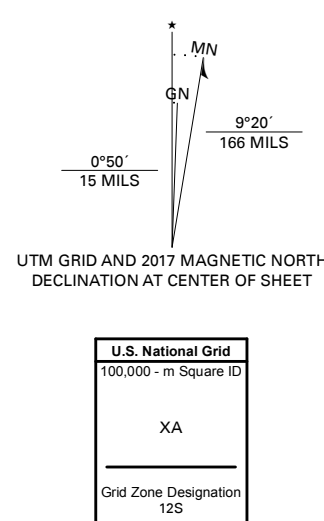 ★
MN
GN
9°20´
166 MILS
0°50´
15 MILS
UTM GRID AND 2017 MAGNETIC NORTH
DECLINATION AT CENTER OF SHEET
U.S. National Grid
100,000 - m Square ID
XA
Grid Zone Designation
12S